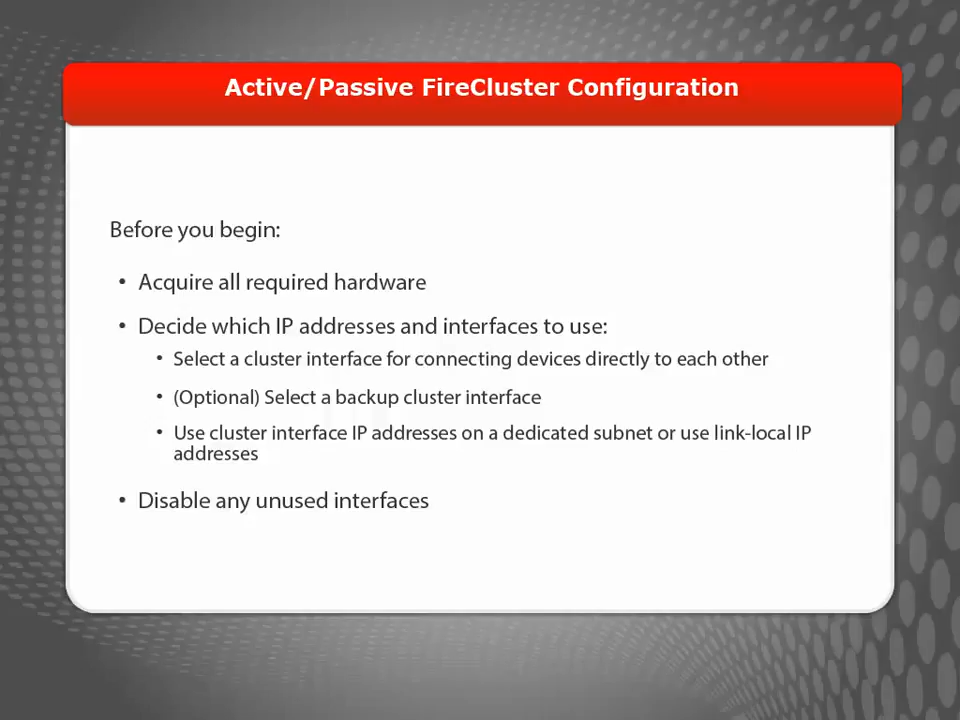 Active/Passive FireCluster Configuration
Before you begin:
• Acquire all required hardware
• Decide which IP addresses and interfaces to use:
• Select a cluster interface for connecting devices directly to each other
• (Optional) Select a backup cluster interface
• Use cluster interface IP addresses on a dedicated subnet or use link-local IP
addresses
• Disable any unused interfaces